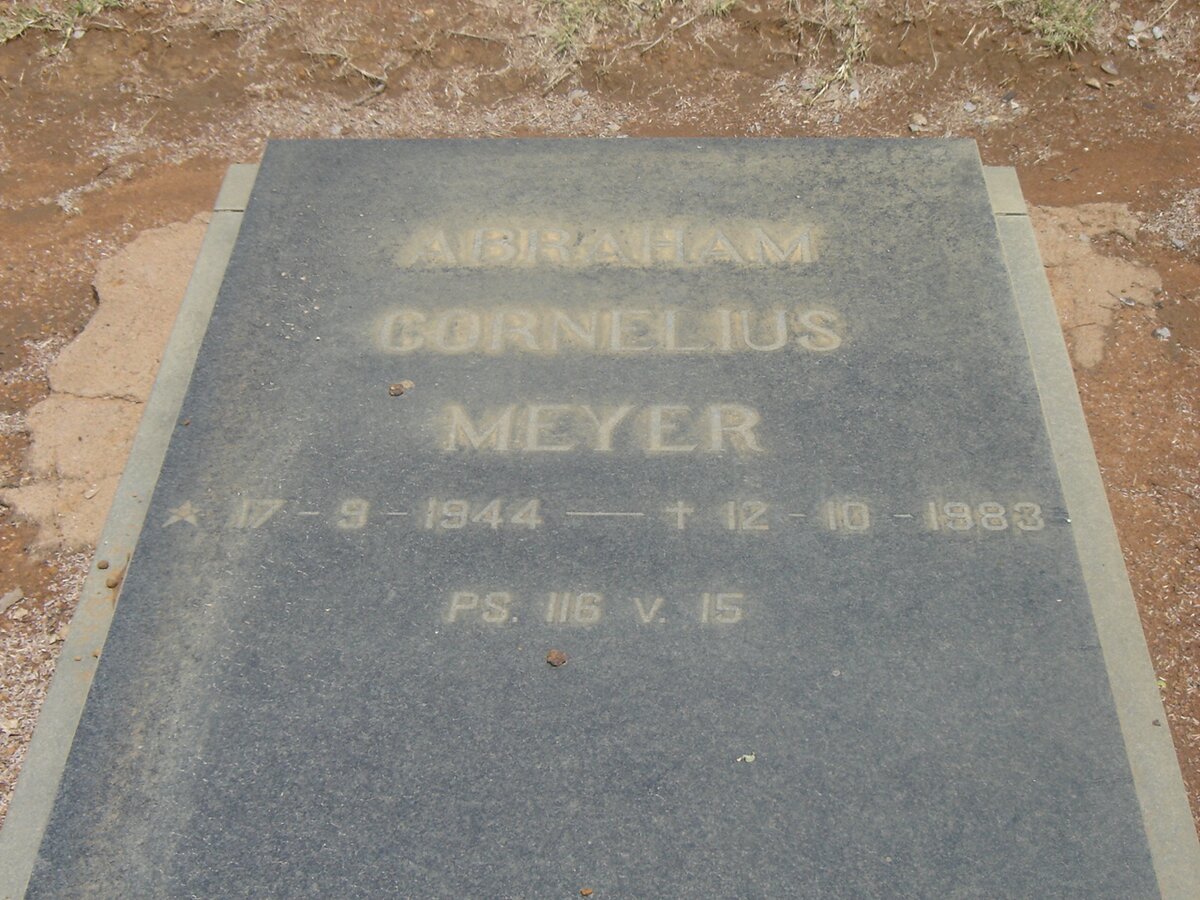 ABRAHAM
CORNELIUS
MEYER
★ 17 - 9 - 1944 — † 12 - 10 - 1983
PS. 116 v. 15